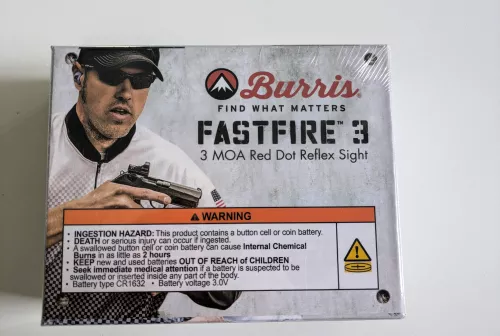 Burris
FIND WHAT MATTERS
FASTFIRE™ 3
3 MOA Red Dot Reflex Sight
⚠ WARNING
• INGESTION HAZARD: This product contains a button cell or coin battery.
• DEATH or serious injury can occur if ingested.
• A swallowed button cell or coin battery can cause Internal Chemical
Burns in as little as 2 hours
• KEEP new and used batteries OUT OF REACH of CHILDREN
• Seek immediate medical attention if a battery is suspected to be
swallowed or inserted inside any part of the body.
• Battery type CR1632 • Battery voltage 3.0V